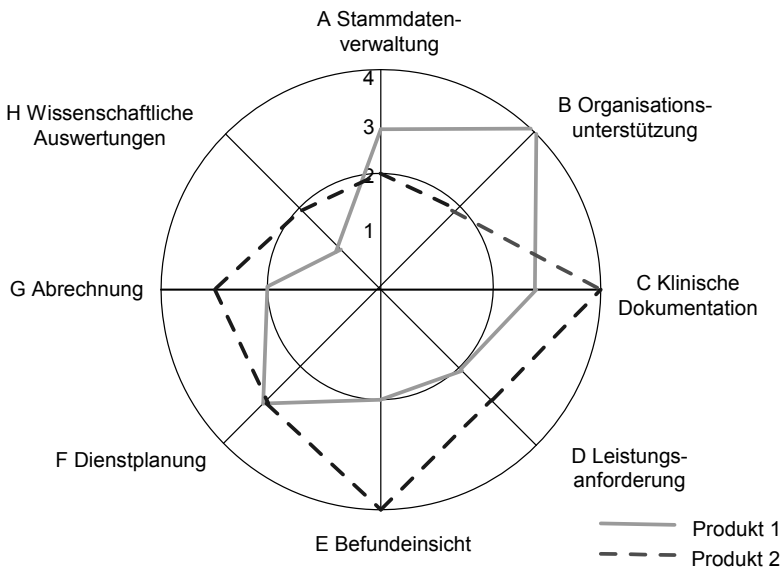 A Stammdaten-
verwaltung
4
H Wissenschaftliche
Auswertungen
B Organisations-
unterstützung
3
2
1
G Abrechnung
C Klinische
Dokumentation
F Dienstplanung
D Leistungs-
anforderung
E Befundeinsicht
Produkt 1
Produkt 2